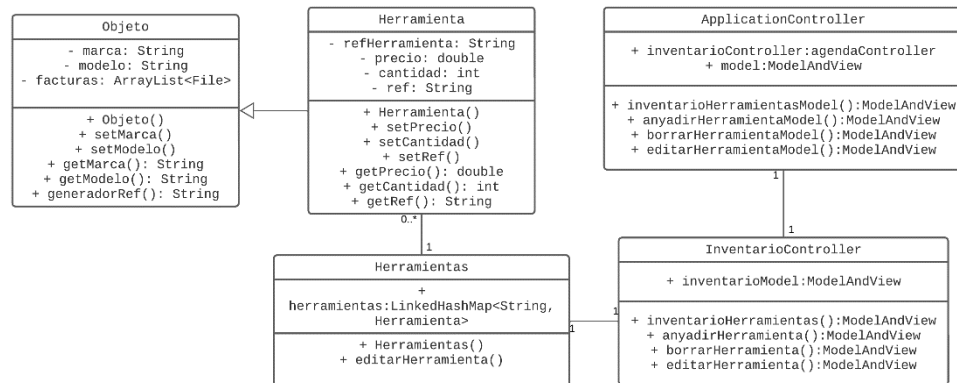 Objeto
- marca: String
- modelo: String
- facturas: ArrayList<File>
+ Objeto()
+ setMarca()
+ setModelo()
+ getMarca(): String
+ getModelo(): String
+ generadorRef(): String
Herramienta
- refHerramienta: String
- precio: double
- cantidad: int
- ref: String
+ Herramienta()
+ setPrecio()
+ setCantidad()
+ setRef()
+ getPrecio(): double
+ getCantidad(): int
+ getRef(): String
0..*
1
ApplicationController
+ inventarioController:agendaController
+ model:ModelAndView
+ inventarioHerramientasModel():ModelAndView
+ anyadirHerramientaModel():ModelAndView
+ borrarHerramientaModel():ModelAndView
+ editarHerramientaModel():ModelAndView
1
1
Herramientas
+
herramientas:LinkedHashMap<String,
Herramienta>
+ Herramientas()
+ editarHerramienta()
1
1
InventarioController
+ inventarioModel:ModelAndView
+ inventarioHerramientas():ModelAndView
+ anyadirHerramienta():ModelAndView
+ borrarHerramienta():ModelAndView
+ editarHerramienta():ModelAndView